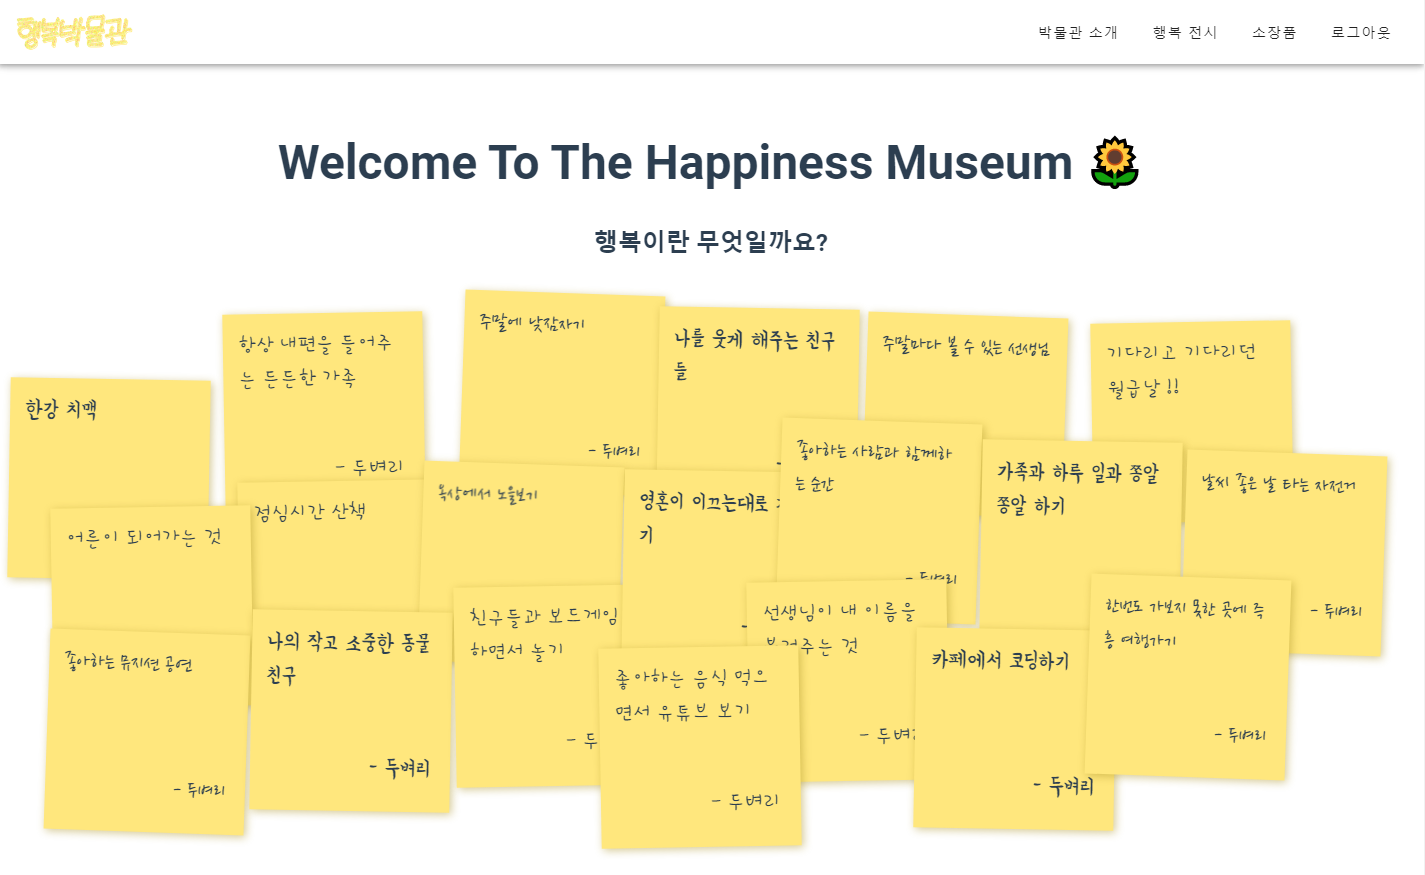 행복박물관
박물관 소개
행복 전시
소장품
로그아웃
Welcome To The Happiness Museum
행복이란 무엇일까요?
한강 치맥
항상 내편을 들어주
는 든든한 가족
- 두벼리
주말에 낮잠자기
- 두벼리
나를 웃게 해주는 친구
들
주말마다 볼 수 있는 선생님
기다리고 기다리던
월급날!!
어른이 되어가는 것
점심시간 산책
옥상에서 노을보기
영혼이 이끄는대로
기
좋아하는 사람과 함께하
는 순간
- 두벼리
가족과 하루 일과 쫑알
쫑알 하기
날씨 좋은 날 타는 자전거
- 두벼리
좋아하는 뮤지션 공연
- 두벼리
나의 작고 소중한 동물
친구
- 두벼리
친구들과 보드게임
하면서 놀기
- 두
좋아하는 음식 먹으
면서 유튜브 보기
- 두벼리
선생님이 내 이름을
주는 것
- 두벼리
카페에서 코딩하기
- 두벼리
한번도 가보지 못한 곳에 즉
흥 여행가기
- 두벼리